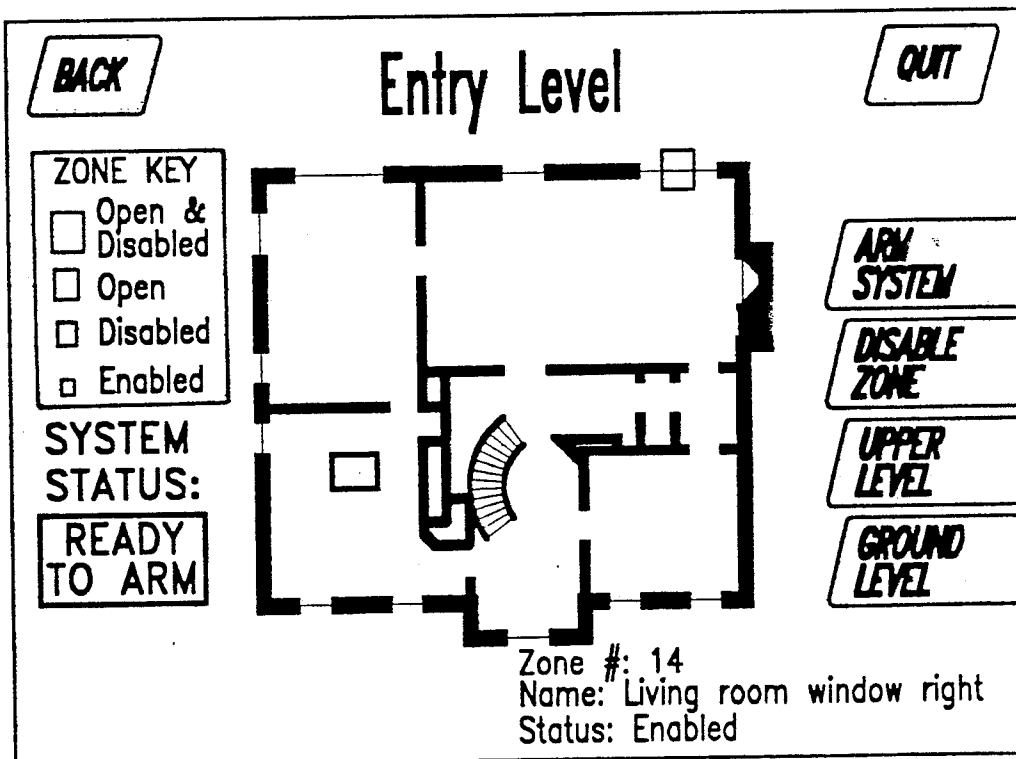 BACK
Entry Level
QUIT
ZONE KEY
Open &
Disabled
Open
Disabled
Enabled
SYSTEM
STATUS:
READY
TO ARM
ARM
SYSTEM
DISABLE
ZONE
UPPER
LEVEL
GROUND
LEVEL
Zone #: 14
Name: Living room window right
Status: Enabled